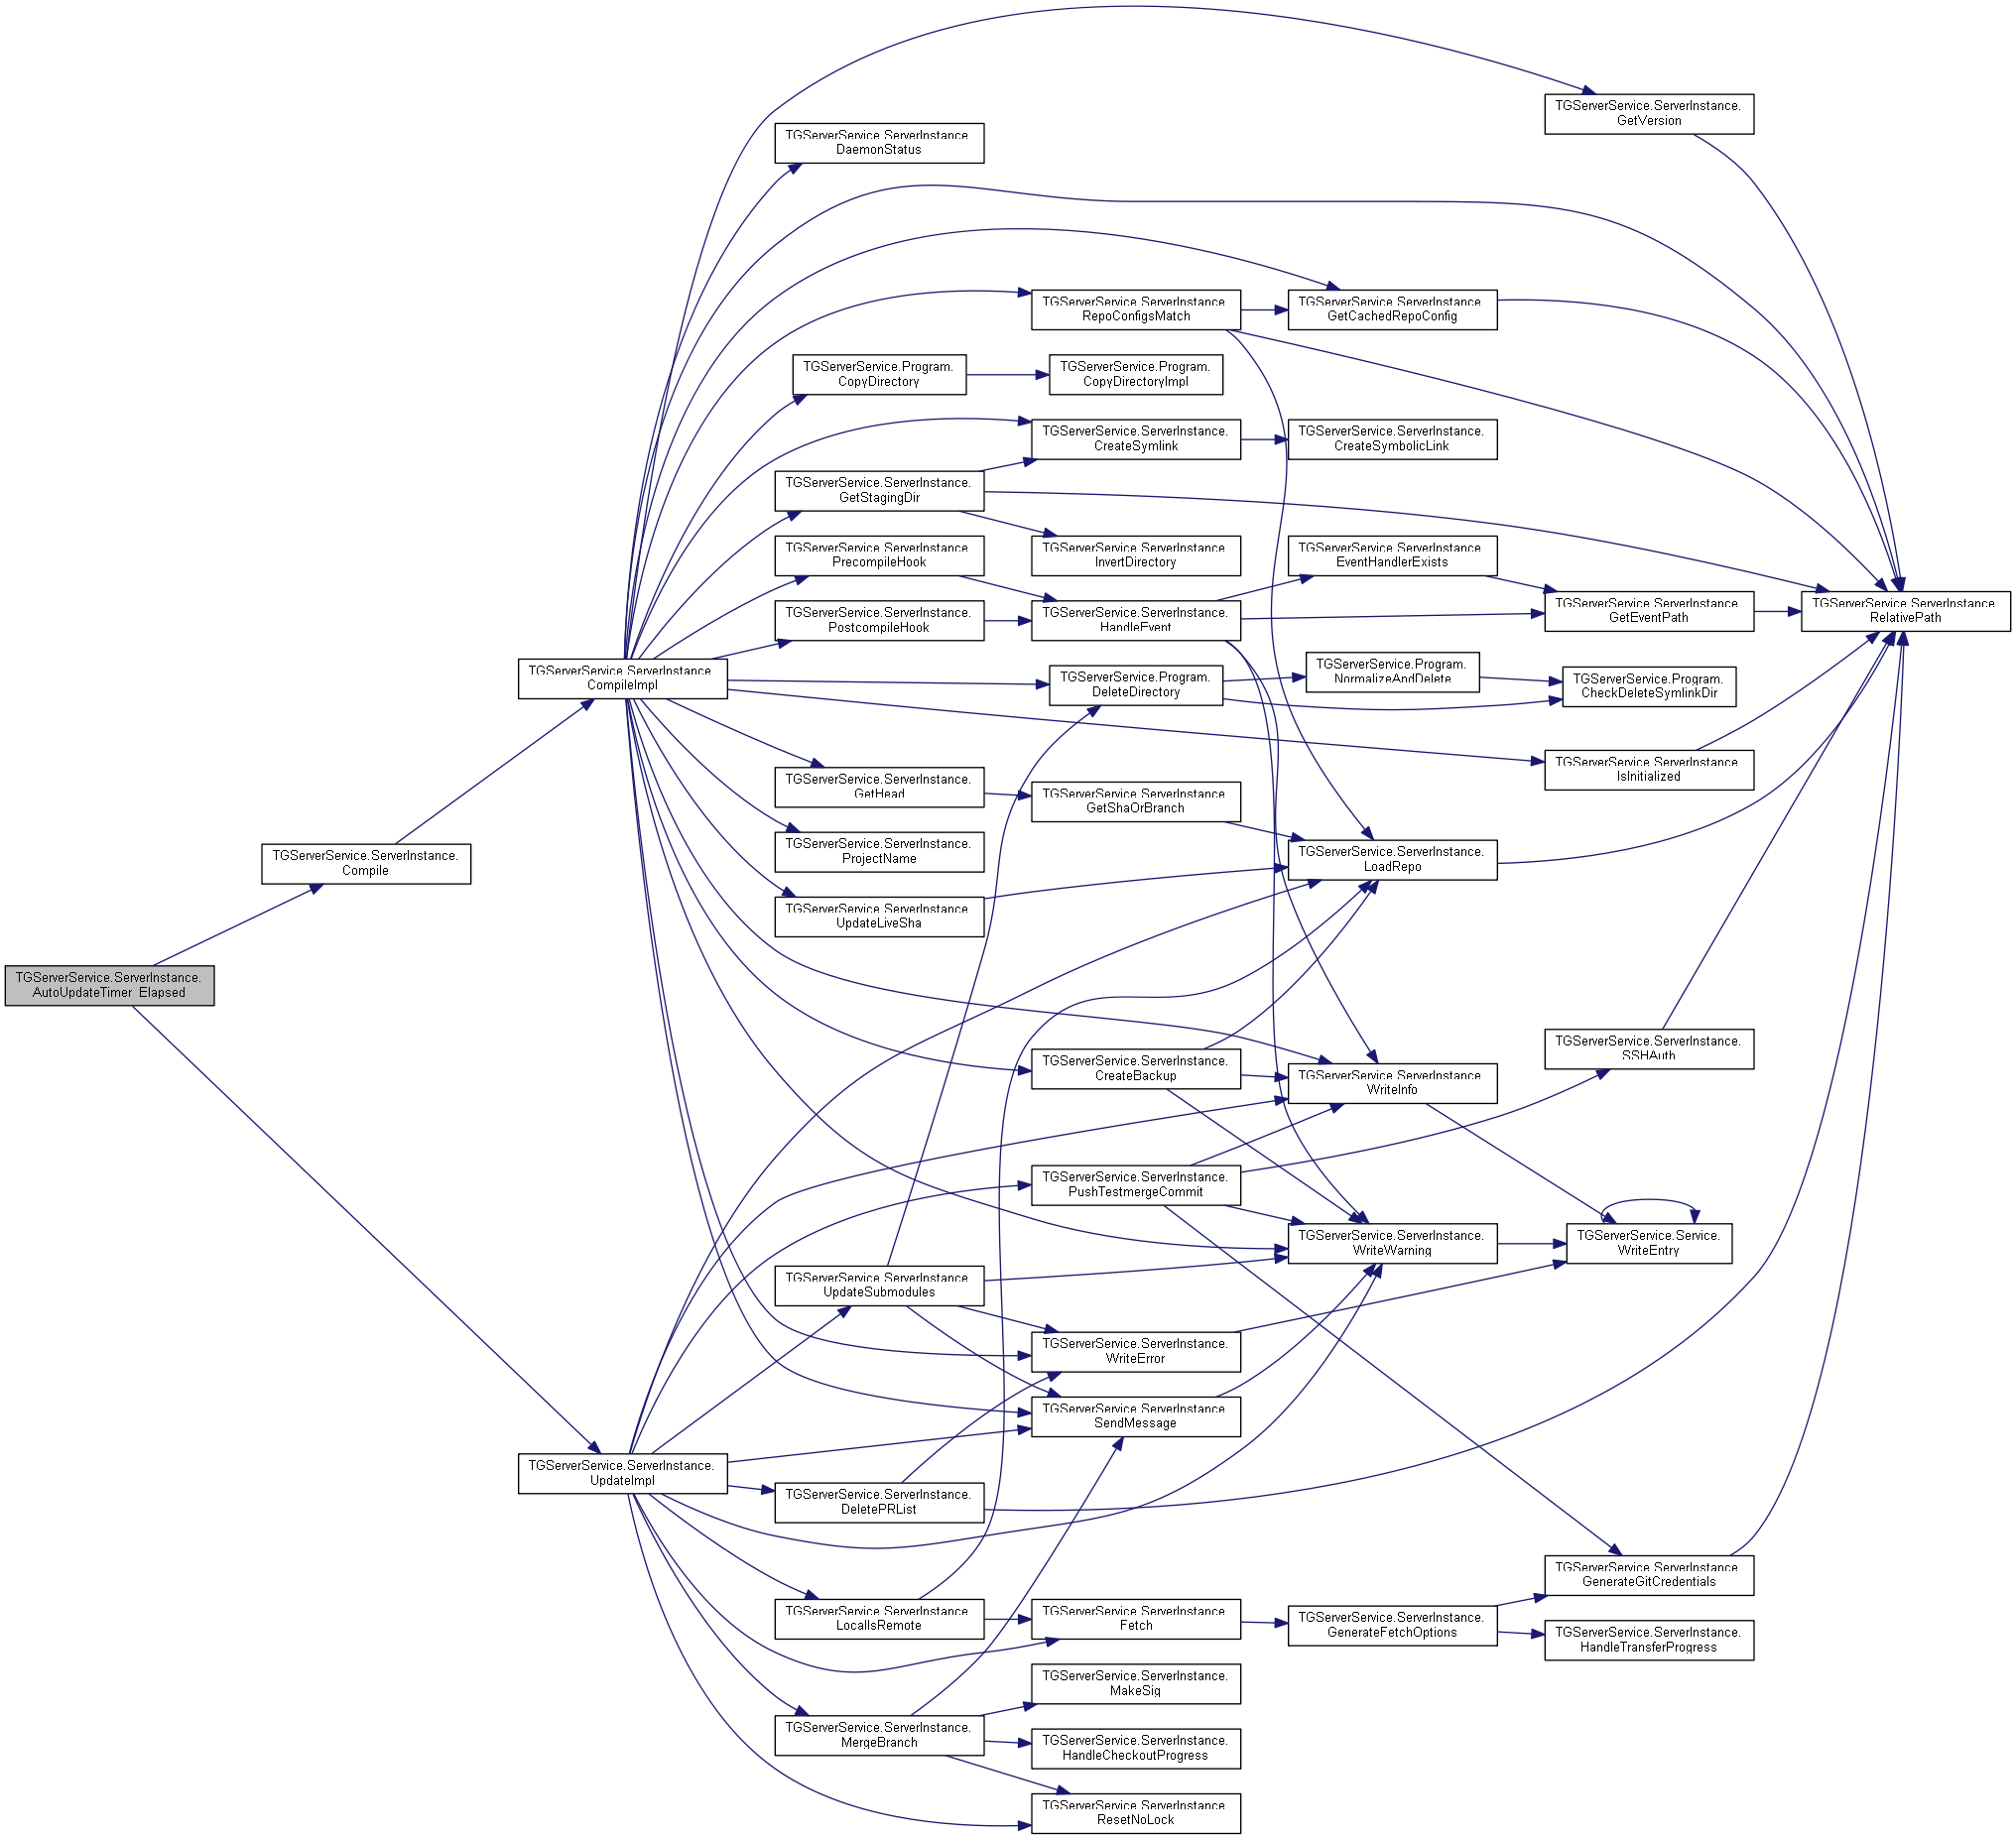 TGServerService.ServerInstance.
GetVersion
TGServerService.ServerInstance.
DaemonStatus
TGServerService.ServerInstance.
RepoConfigsMatch
TGServerService.ServerInstance.
GetCachedRepoConfig
TGServerService.Program.
CopyDirectory
TGServerService.Program.
CopyDirectoryImpl
TGServerService.ServerInstance.
CreateSymlink
TGServerService.ServerInstance.
CreateSymbolicLink
TGServerService.ServerInstance.
GetStagingDir
TGServerService.ServerInstance.
PrecompileHook
TGServerService.ServerInstance.
InvertDirectory
TGServerService.ServerInstance.
EventHandlerExists
TGServerService.ServerInstance.
PostcompileHook
TGServerService.ServerInstance.
HandleEvent
TGServerService.ServerInstance.
GetEventPath
TGServerService.ServerInstance.
RelativePath
TGServerService.ServerInstance.
CompileImpl
TGServerService.Program.
DeleteDirectory
TGServerService.Program.
NormalizeAndDelete
TGServerService.Program.
CheckDeleteSymlinkDir
TGServerService.ServerInstance.
IsInitialized
TGServerService.ServerInstance.
GetHead
TGServerService.ServerInstance.
GetShaOrBranch
TGServerService.ServerInstance.
Compile
TGServerService.ServerInstance.
ProjectName
TGServerService.ServerInstance.
LoadRepo
TGServerService.ServerInstance.
UpdateLiveSha
TGServerService.ServerInstance.
AutoUpdateTimer_Elapsed
TGServerService.ServerInstance.
SSHAuth
TGServerService.ServerInstance.
CreateBackup
TGServerService.ServerInstance.
WriteInfo
TGServerService.ServerInstance.
PushTestmergeCommit
TGServerService.ServerInstance.
WriteWarning
TGServerService.Service.
WriteEntry
TGServerService.ServerInstance.
UpdateSubmodules
TGServerService.ServerInstance.
WriteError
TGServerService.ServerInstance.
SendMessage
TGServerService.ServerInstance.
UpdateImpl
TGServerService.ServerInstance.
DeletePRList
TGServerService.ServerInstance.
GenerateGitCredentials
TGServerService.ServerInstance.
LocalIsRemote
TGServerService.ServerInstance.
Fetch
TGServerService.ServerInstance.
GenerateFetchOptions
TGServerService.ServerInstance.
HandleTransferProgress
TGServerService.ServerInstance.
MakeSig
TGServerService.ServerInstance.
MergeBranch
TGServerService.ServerInstance.
HandleCheckoutProgress
TGServerService.ServerInstance.
ResetNoLock